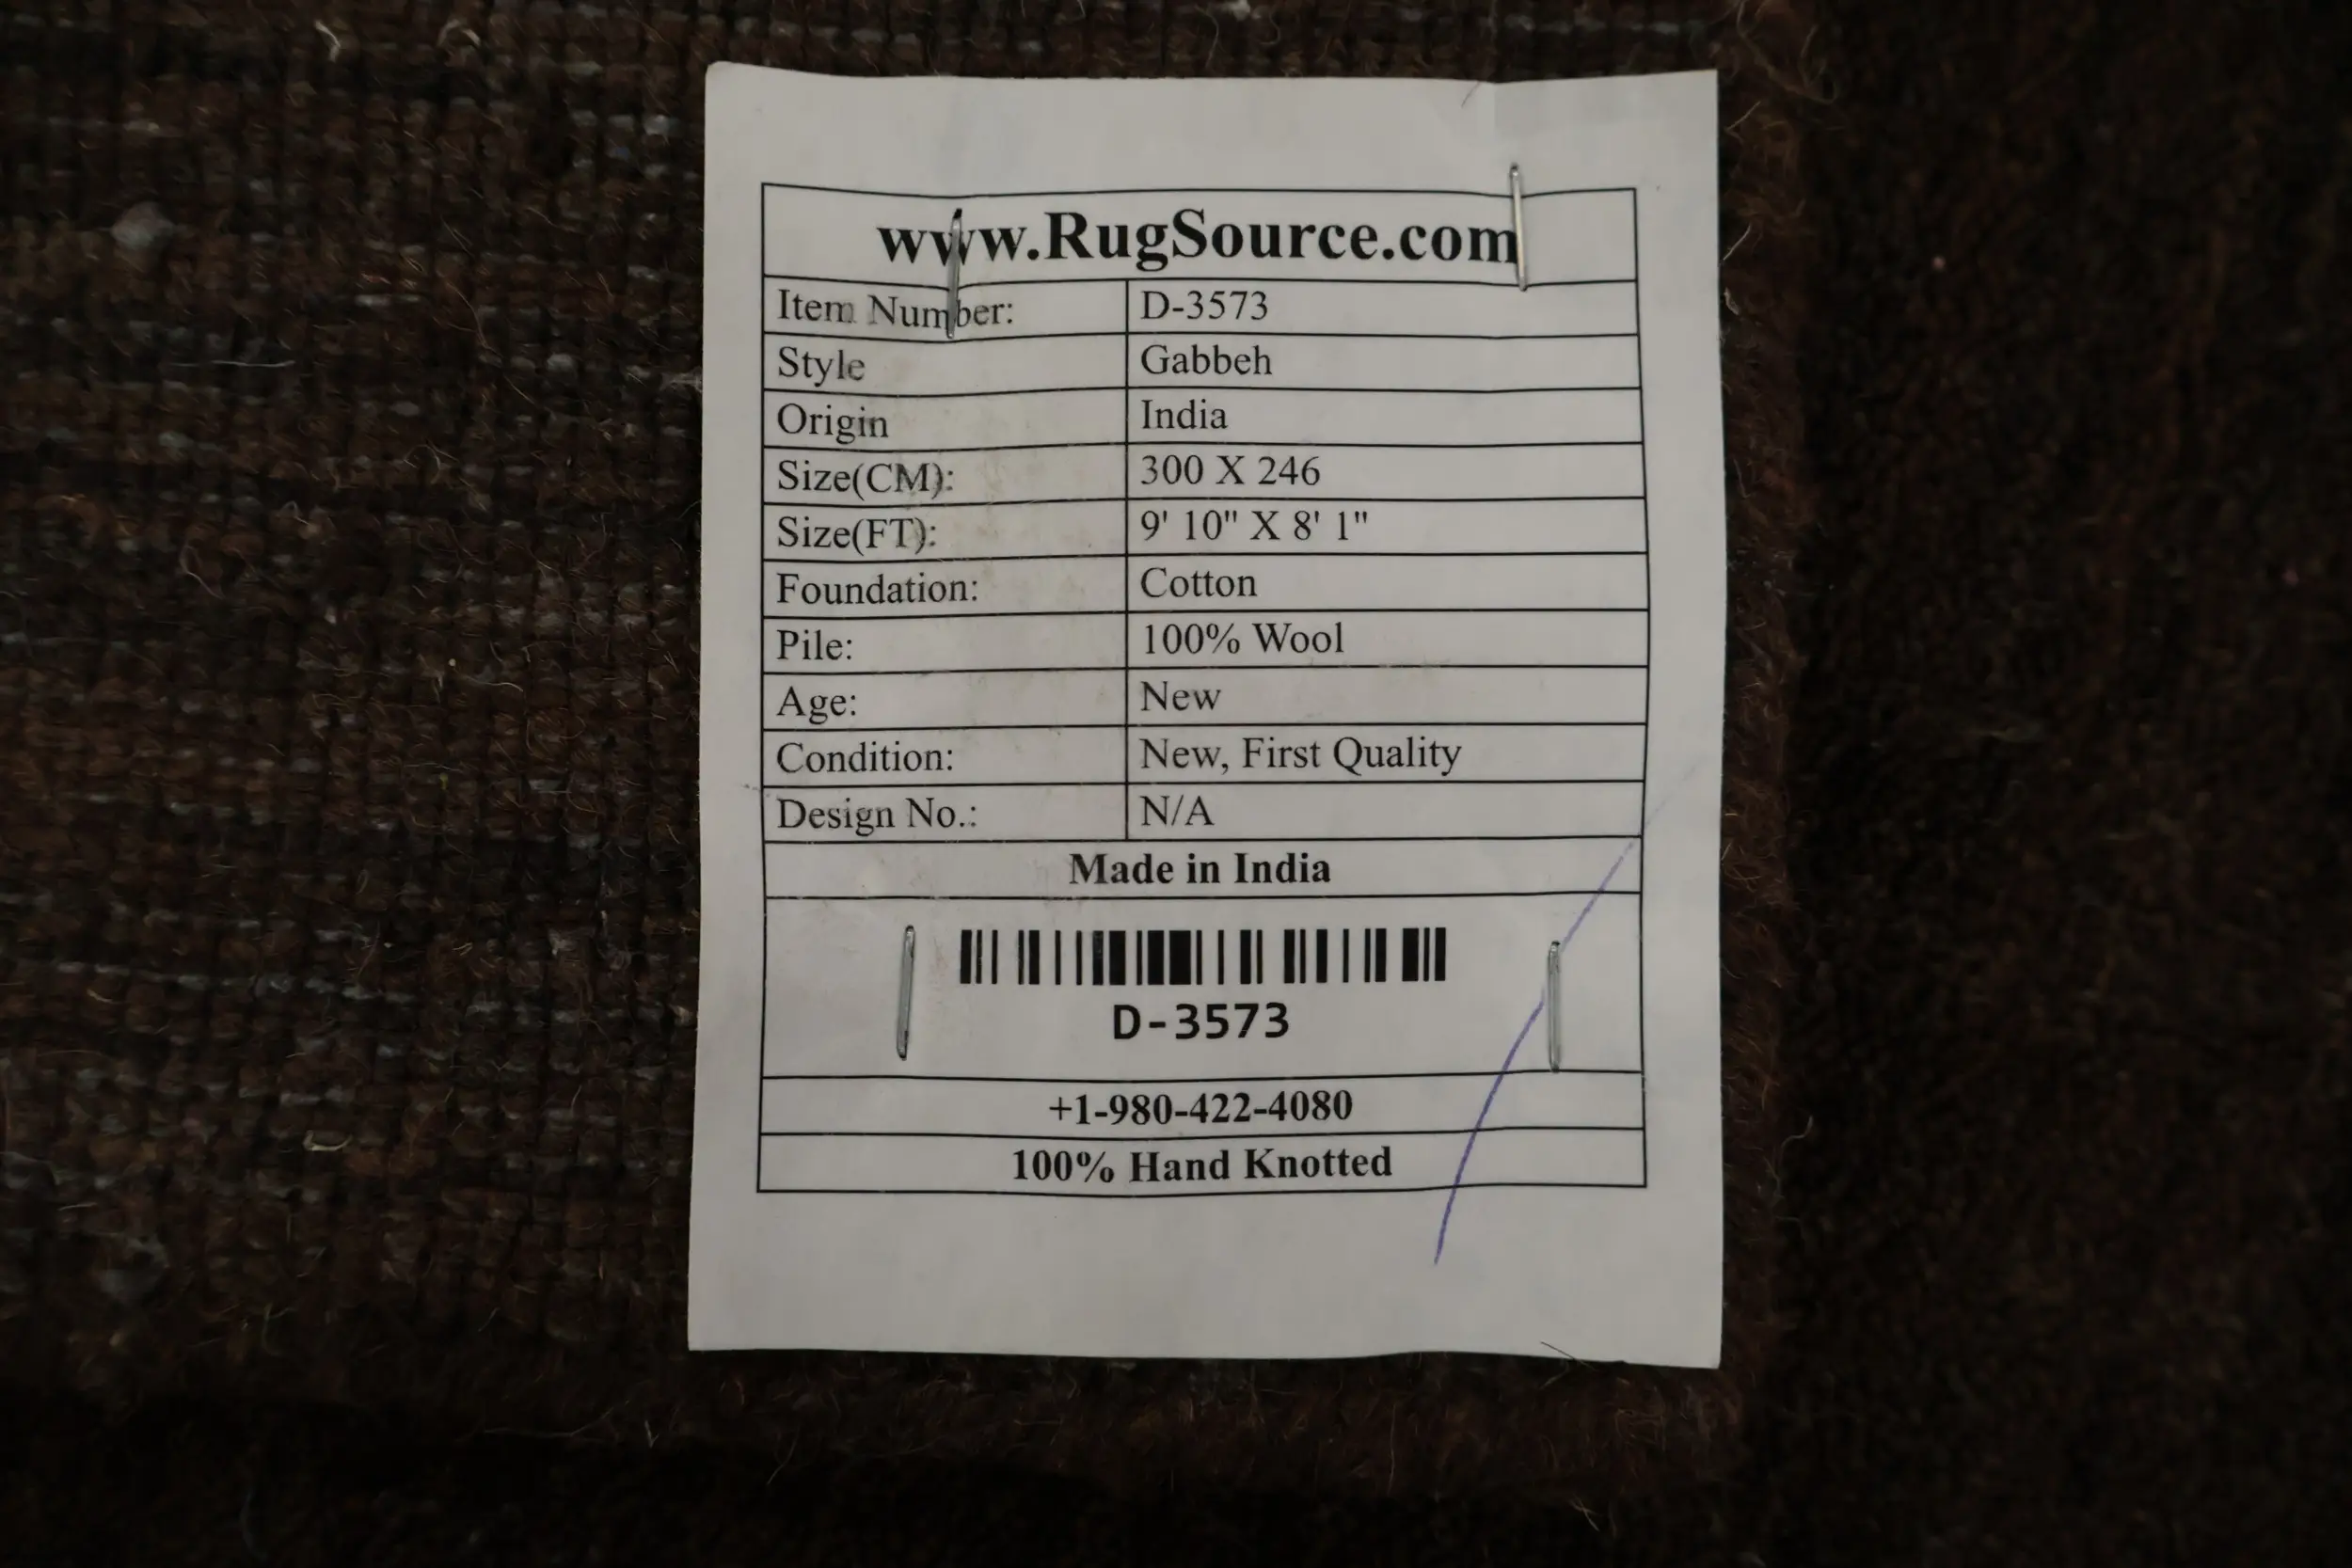 www.RugSource.com
Item Number: D-3573
Style Gabbeh
Origin India
Size(CM): 300 X 246
Size(FT): 9' 10" X 8' 1"
Foundation: Cotton
Pile: 100% Wool
Age: New
Condition: New, First Quality
Design No.: N/A
Made in India
D-3573
+1-980-422-4080
100% Hand Knotted